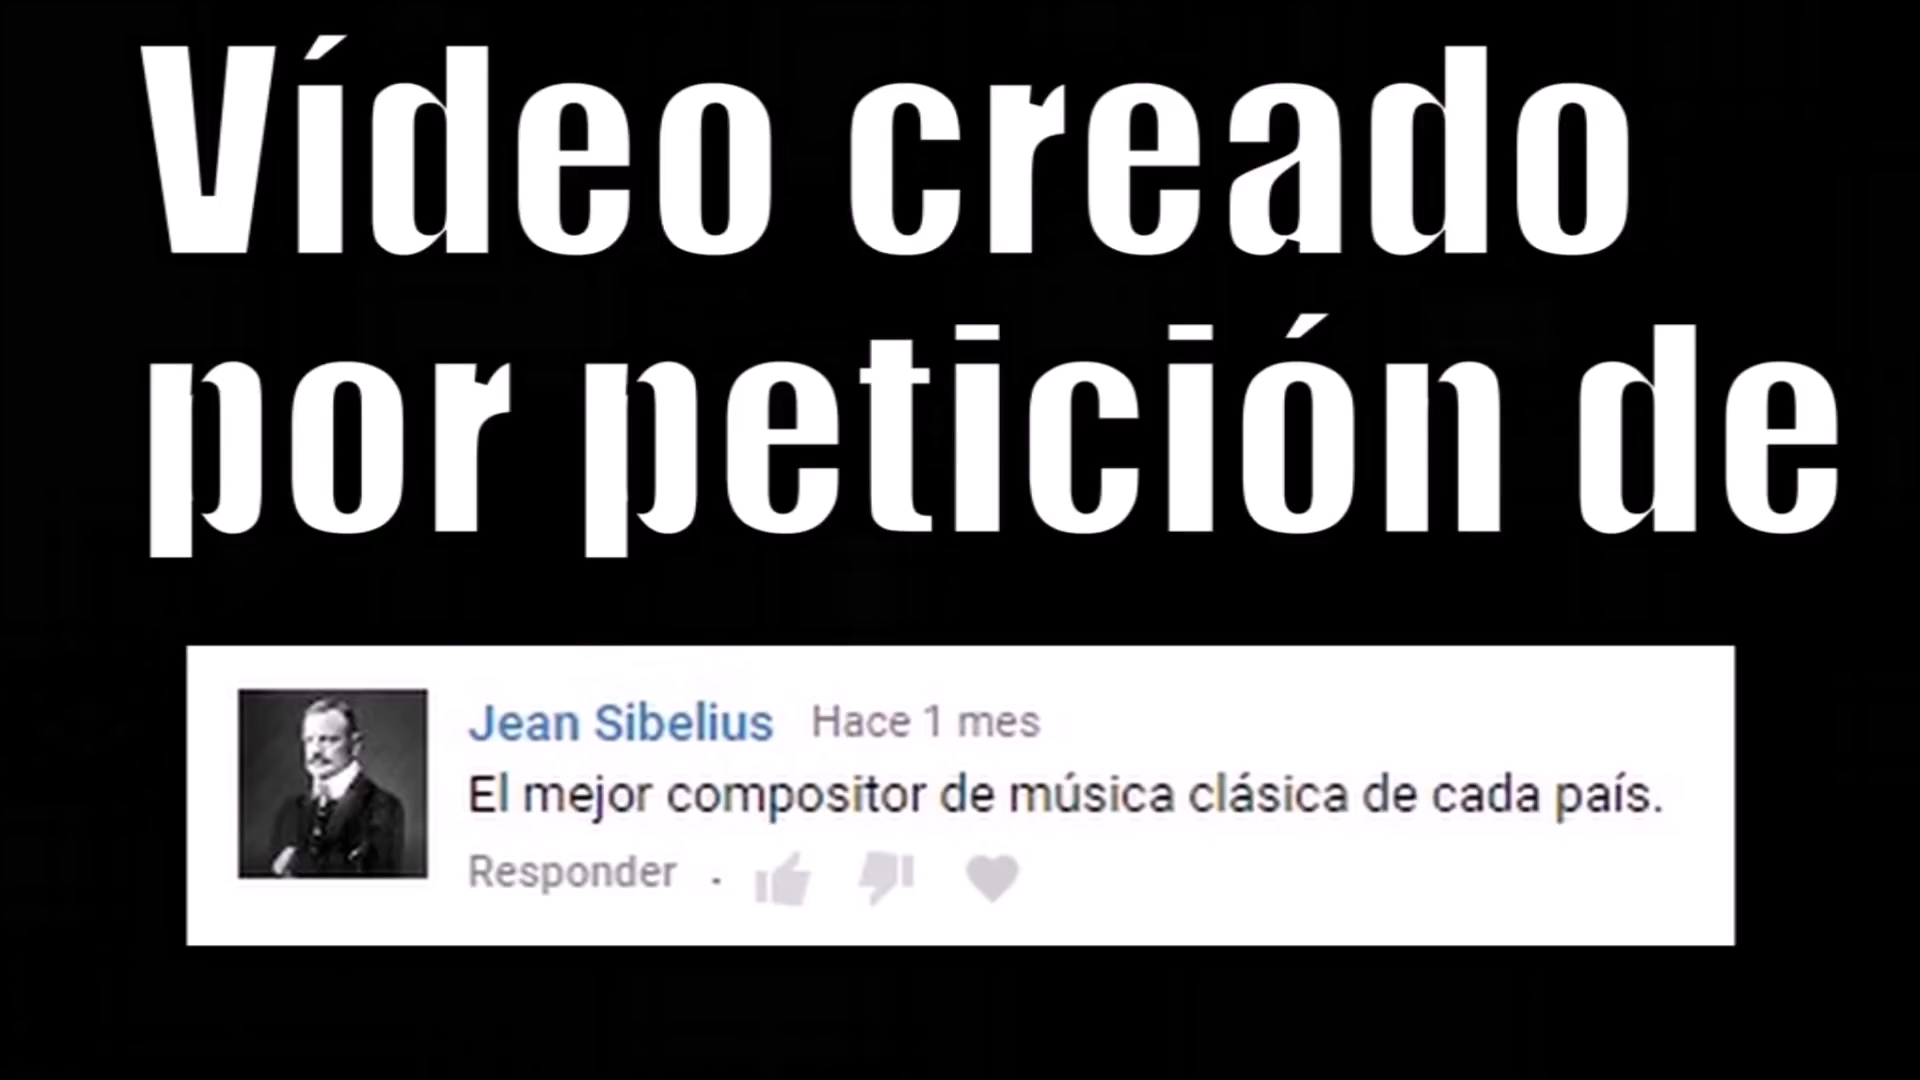 Vídeo creado
por petición de
Jean Sibelius Hace 1 mes
El mejor compositor de música clásica de cada país.
Responder .